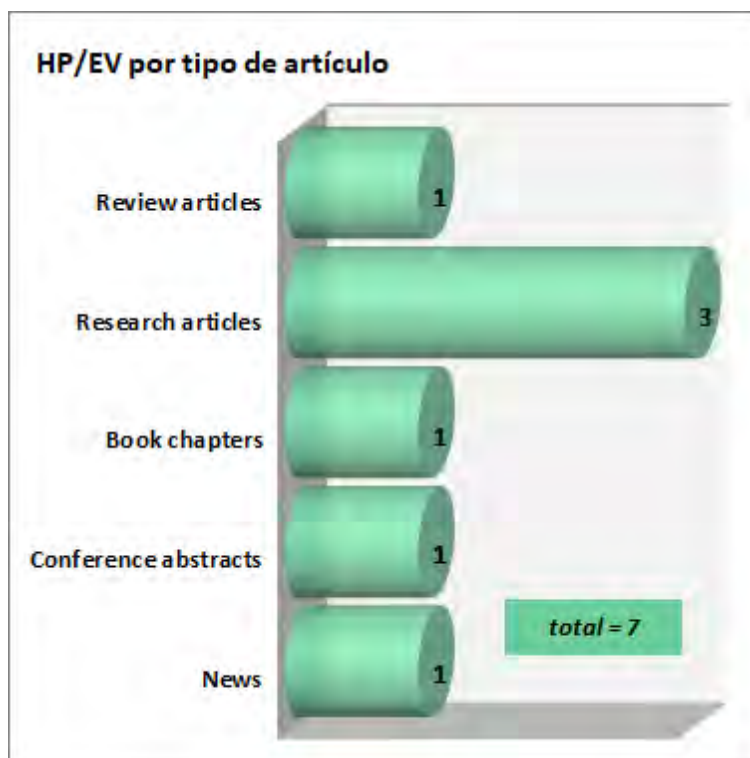 HP/EV por tipo de artículo
Review articles
1
Research articles
3
Book chapters
1
Conference abstracts
1
total = 7
News
1